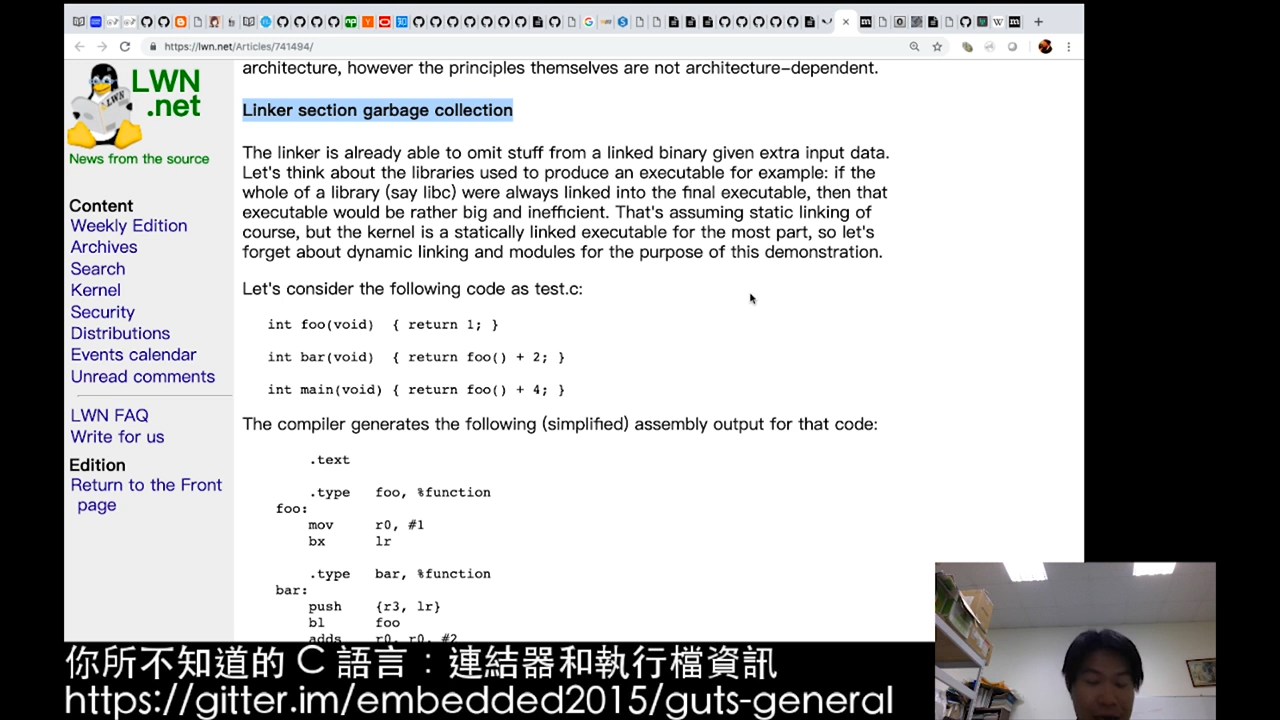 https://lwn.net/Articles/741494/
LWN
.net
News from the source
Content
Weekly Edition
Archives
Search
Kernel
Security
Distributions
Events calendar
Unread comments
LWN FAQ
Write for us
Edition
Return to the Front
page
architecture, however the principles themselves are not architecture-dependent.
Linker section garbage collection
The linker is already able to omit stuff from a linked binary given extra input data.
Let's think about the libraries used to produce an executable for example: if the
whole of a library (say libc) were always linked into the final executable, then that
executable would be rather big and inefficient. That's assuming static linking of
course, but the kernel is a statically linked executable for the most part, so let's
forget about dynamic linking and modules for the purpose of this demonstration.
Let's consider the following code as test.c:
int foo(void) { return 1; }
int bar(void) { return foo() + 2; }
int main(void) { return foo() + 4; }
The compiler generates the following (simplified) assembly output for that code:
.text
.type foo, %function
foo:
mov r0, #1
bx lr
.type bar, %function
bar:
push {r3, lr}
bl foo
adds r0, r0, #2
你所不知道的 C 語言：連結器和執行檔資訊
https://gitter.im/embedded2015/guts-general